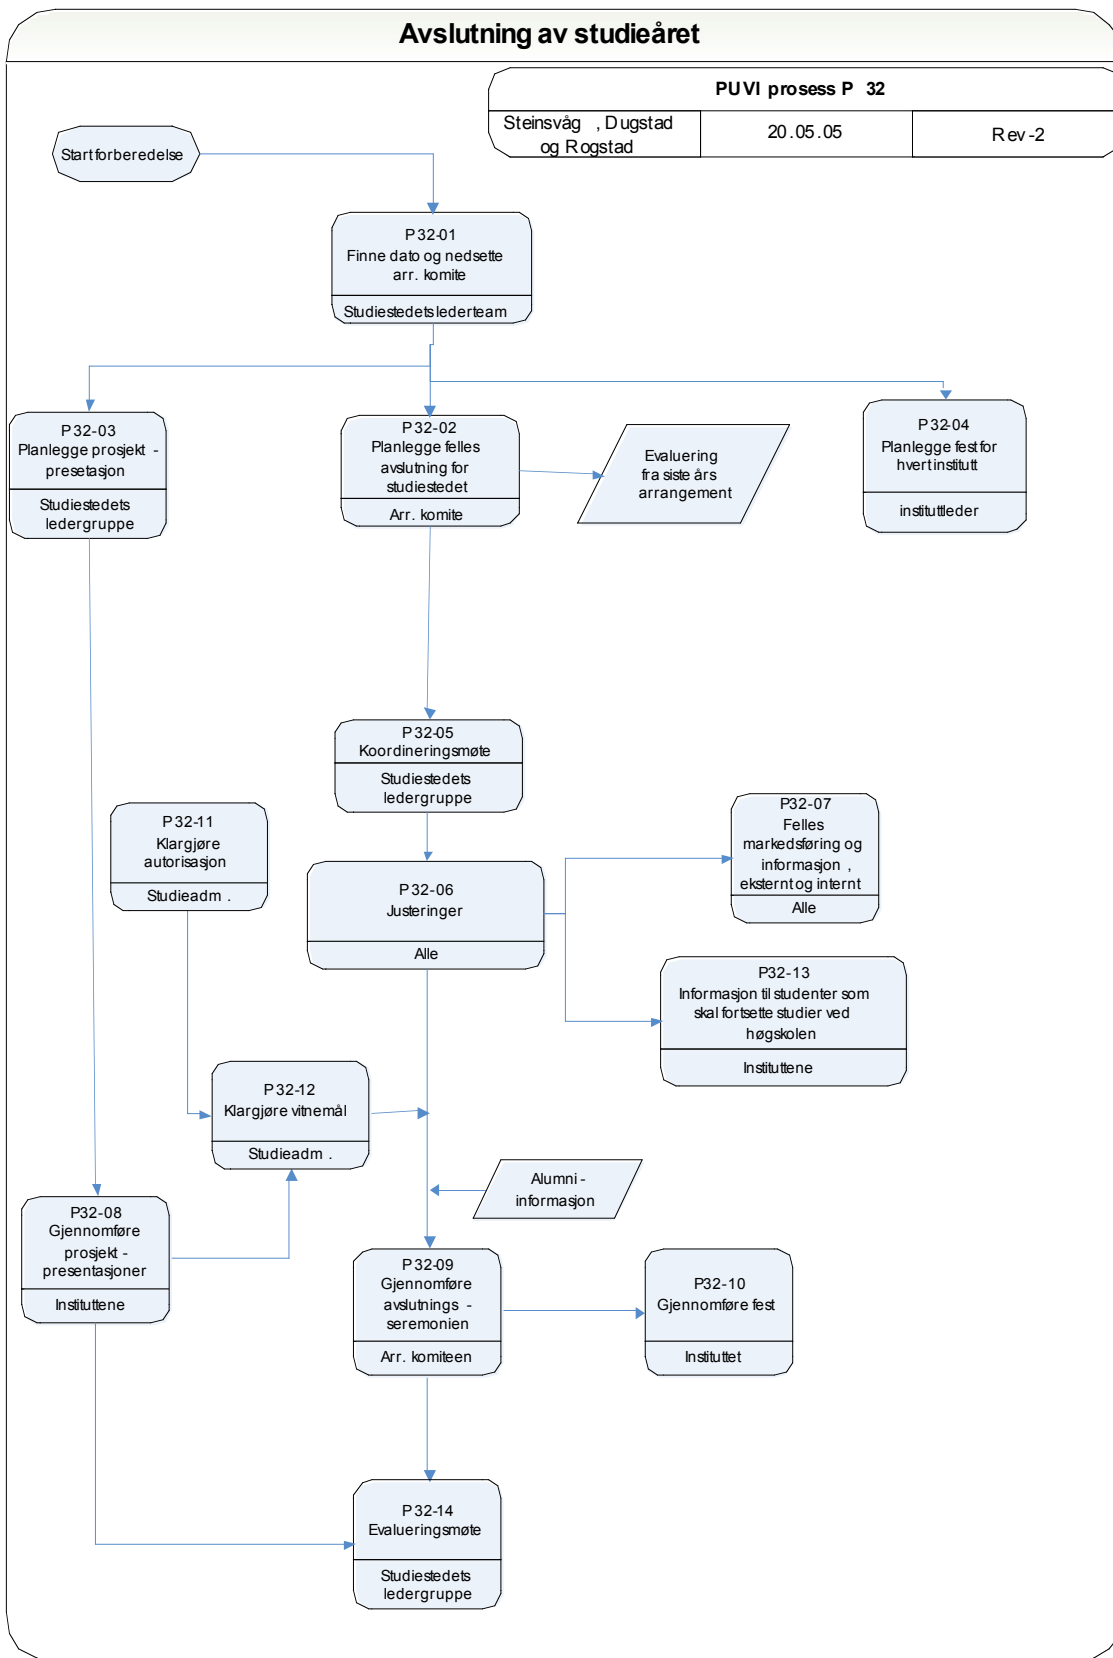 Avslutning av studieåret
PUVI prosess P 32
Steinsvåg , Dugstad
og Rogstad
20.05.05
Rev-2
Start forberedelse
P32-01
Finne dato og nedsette
arr. komite
Studiestedets lederteam
P32-03
Planlegge prosjekt -
presetasjon
Studiestedets
ledergruppe
P32-02
Planlegge felles
avslutning for
studiestedet
Arr. komite
Evaluering
fra siste års
arrangement
P32-04
Planlegge fest for
hvert institutt
instituttleder
P32-05
Koordineringsmøte
Studiestedets
ledergruppe
P32-11
Klargjøre
autorisasjon
Studieadm .
P32-06
Justeringer
Alle
P32-07
Felles
markedsføring og
informasjon ,
eksternt og internt
Alle
P32-13
Informasjon til studenter som
skal fortsette studier ved
høgskolen
Instituttene
P32-12
Klargjøre vitnemål
Studieadm .
Alumni -
informasjon
P32-08
Gjennomføre
prosjekt -
presentasjoner
Instituttene
P32-09
Gjennomføre
avslutnings -
seremonien
Arr. komiteen
P32-10
Gjennomføre fest
Instituttet
P32-14
Evalueringsmøte
Studiestedets
ledergruppe